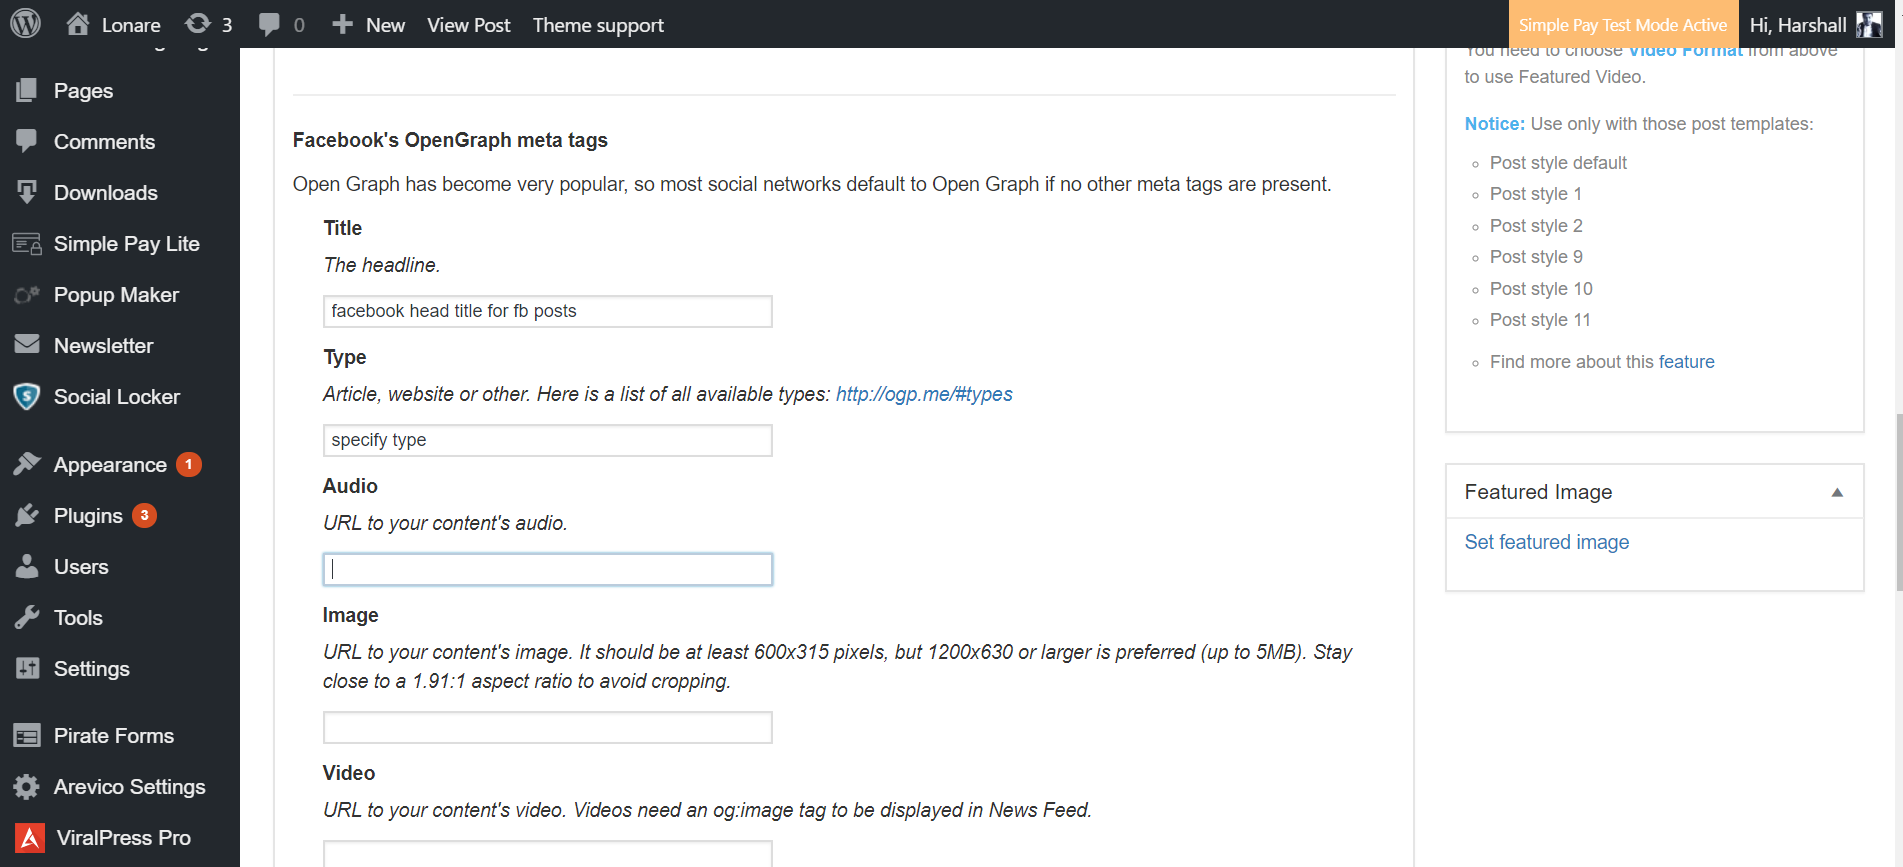 Lonare
3
0
New
View Post
Theme support
Simple Pay Test Mode Active
Hi, Harshall
Pages
Comments
Downloads
Simple Pay Lite
Popup Maker
Newsletter
Social Locker
Appearance 1
Plugins 3
Users
Tools
Settings
Pirate Forms
Arevico Settings
ViralPress Pro
Facebook's OpenGraph meta tags
Open Graph has become very popular, so most social networks default to Open Graph if no other meta tags are present.
Title
The headline.
facebook head title for fb posts
Type
Article, website or other. Here is a list of all available types: http://ogp.me/#types
specify type
Audio
URL to your content's audio.
Image
URL to your content's image. It should be at least 600x315 pixels, but 1200x630 or larger is preferred (up to 5MB). Stay
close to a 1.91:1 aspect ratio to avoid cropping.
Video
URL to your content's video. Videos need an og:image tag to be displayed in News Feed.
You need to choose Video Format from above
to use Featured Video.
Notice: Use only with those post templates:
Post style default
Post style 1
Post style 2
Post style 9
Post style 10
Post style 11
Find more about this feature
Featured Image
Set featured image